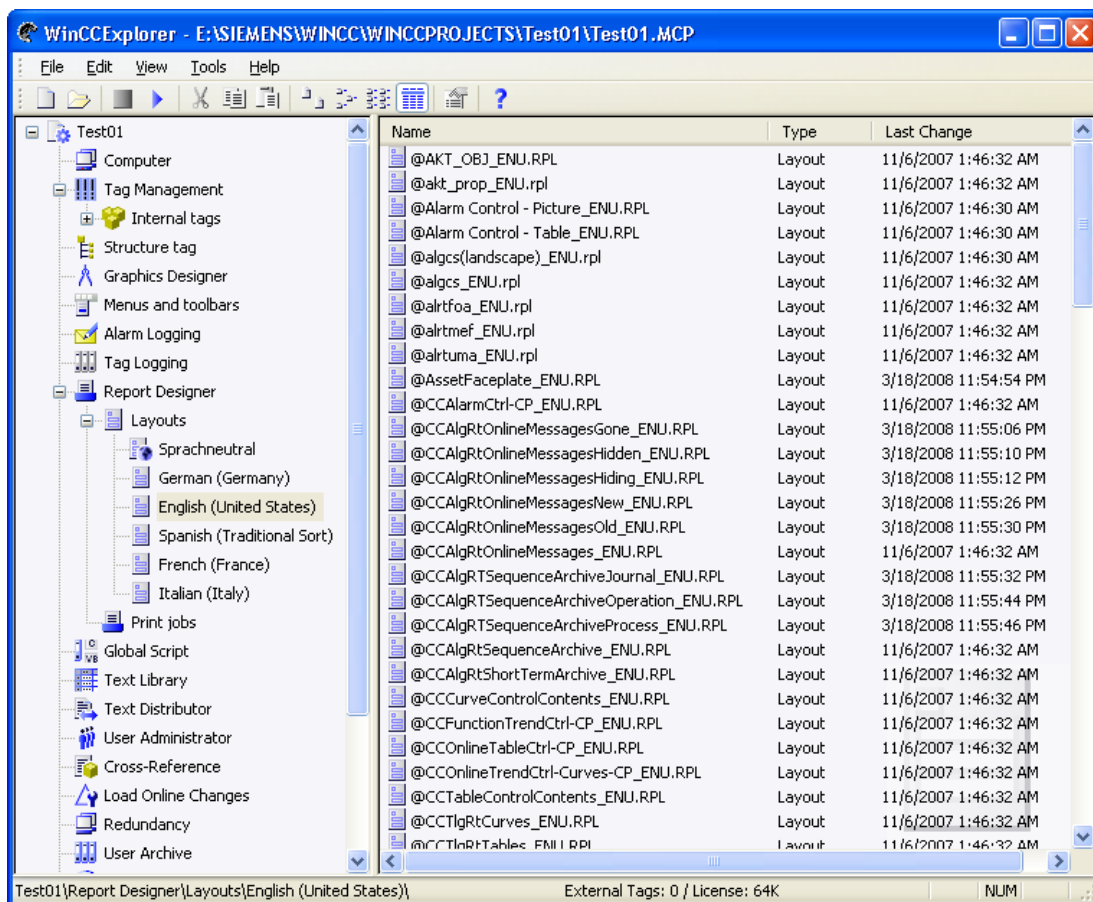 WinCCExplorer - E:\SIEMENS\WINCC\WINCCPROJECTS\Test01\Test01.MCP
File Edit View Tools Help
Test01
Computer
Tag Management
Internal tags
Structure tag
Graphics Designer
Menus and toolbars
Alarm Logging
Tag Logging
Report Designer
Layouts
Sprachneutral
German (Germany)
English (United States)
Spanish (Traditional Sort)
French (France)
Italian (Italy)
Print jobs
Global Script
Text Library
Text Distributor
User Administrator
Cross-Reference
Load Online Changes
Redundancy
User Archive
Name Type Last Change
@AKT_OBJ_ENU.RPL Layout 11/6/2007 1:46:32 AM
@akt_prop_ENU.rpl Layout 11/6/2007 1:46:32 AM
@Alarm Control - Picture_ENU.RPL Layout 11/6/2007 1:46:30 AM
@Alarm Control - Table_ENU.RPL Layout 11/6/2007 1:46:30 AM
@algcs(landscape)_ENU.rpl Layout 11/6/2007 1:46:30 AM
@algcs_ENU.rpl Layout 11/6/2007 1:46:32 AM
@alrtfoa_ENU.rpl Layout 11/6/2007 1:46:32 AM
@alrtmef_ENU.rpl Layout 11/6/2007 1:46:32 AM
@alrtuma_ENU.rpl Layout 11/6/2007 1:46:32 AM
@AssetFaceplate_ENU.RPL Layout 3/18/2008 11:54:54 PM
@CCAlarmCtrl-CP_ENU.RPL Layout 11/6/2007 1:46:32 AM
@CCAlgRtOnlineMessagesGone_ENU.RPL Layout 3/18/2008 11:55:06 PM
@CCAlgRtOnlineMessagesHidden_ENU.RPL Layout 3/18/2008 11:55:10 PM
@CCAlgRtOnlineMessagesHiding_ENU.RPL Layout 3/18/2008 11:55:12 PM
@CCAlgRtOnlineMessagesNew_ENU.RPL Layout 3/18/2008 11:55:26 PM
@CCAlgRtOnlineMessagesOld_ENU.RPL Layout 3/18/2008 11:55:30 PM
@CCAlgRtOnlineMessages_ENU.RPL Layout 11/6/2007 1:46:32 AM
@CCAlgRTSequenceArchiveJournal_ENU.RPL Layout 3/18/2008 11:55:32 PM
@CCAlgRTSequenceArchiveOperation_ENU.RPL Layout 3/18/2008 11:55:44 PM
@CCAlgRTSequenceArchiveProcess_ENU.RPL Layout 3/18/2008 11:55:46 PM
@CCAlgRtSequenceArchive_ENU.RPL Layout 11/6/2007 1:46:32 AM
@CCAlgRtShortTermArchive_ENU.RPL Layout 11/6/2007 1:46:32 AM
@CCCurveControlContents_ENU.RPL Layout 11/6/2007 1:46:32 AM
@CCFunctionTrendCtrl-CP_ENU.RPL Layout 11/6/2007 1:46:32 AM
@CCOnlineTableCtrl-CP_ENU.RPL Layout 11/6/2007 1:46:32 AM
@CCOnlineTrendCtrl-Curves-CP_ENU.RPL Layout 11/6/2007 1:46:32 AM
@CCTableControlContents_ENU.RPL Layout 11/6/2007 1:46:32 AM
@CCTlgRtCurves_ENU.RPL Layout 11/6/2007 1:46:32 AM
@CCTlgRtTables_ENU.RPL Layout 11/6/2007 1:46:32 AM
Test01\Report Designer\Layouts\English (United States)\ External Tags: 0 / License: 64K NUM